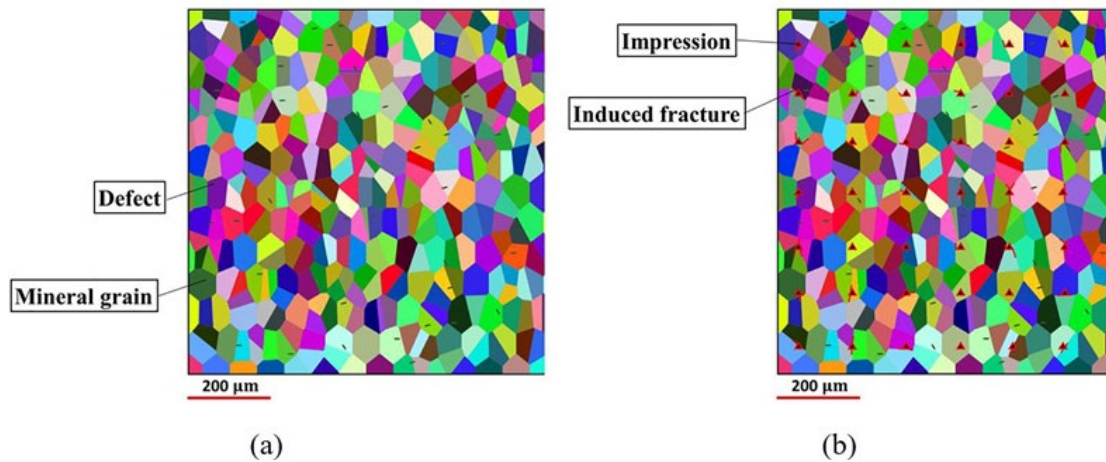 Impression
Induced fracture
Defect
Mineral grain
200 μm
200 μm
(a)
(b)